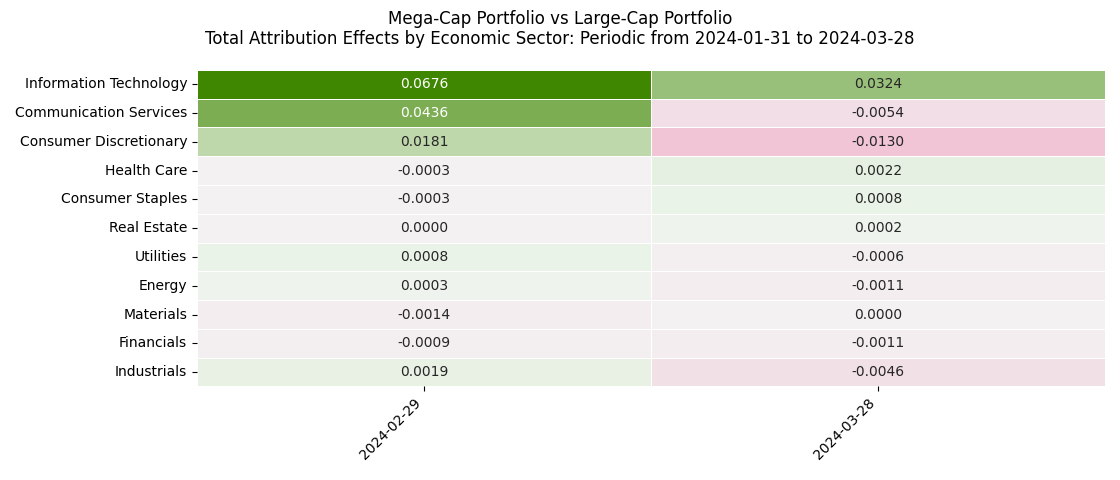 Mega-Cap Portfolio vs Large-Cap Portfolio
Total Attribution Effects by Economic Sector: Periodic from 2024-01-31 to 2024-03-28
Information Technology 0.0676 0.0324
Communication Services 0.0436 -0.0054
Consumer Discretionary 0.0181 -0.0130
Health Care -0.0003 0.0022
Consumer Staples -0.0003 0.0008
Real Estate 0.0000 0.0002
Utilities 0.0008 -0.0006
Energy 0.0003 -0.0011
Materials -0.0014 0.0000
Financials -0.0009 -0.0011
Industrials 0.0019 -0.0046
2024-02-29 2024-03-28